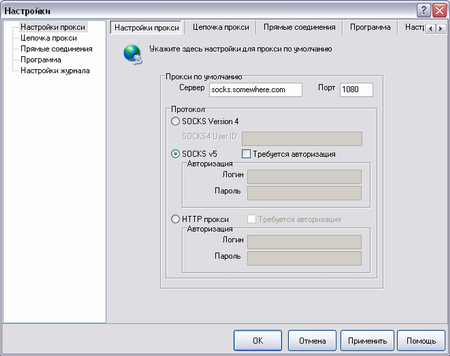 Настройки
Настройки прокси
Цепочка прокси
Прямые соединения
Программа
Настройки журнала
Настройки прокси Цепочка прокси Прямые соединения Программа Настр
Укажите здесь настройки для прокси по умолчанию
Прокси по умолчанию
Сервер socks.somewhere.com Порт 1080
Протокол
SOCKS Version 4
SOCKS4 User ID
SOCKS v5 Требуется авторизация
Авторизация
Логин
Пароль
HTTP прокси Требуется авторизация
Авторизация
Логин
Пароль
OK Отмена Применить Помощь